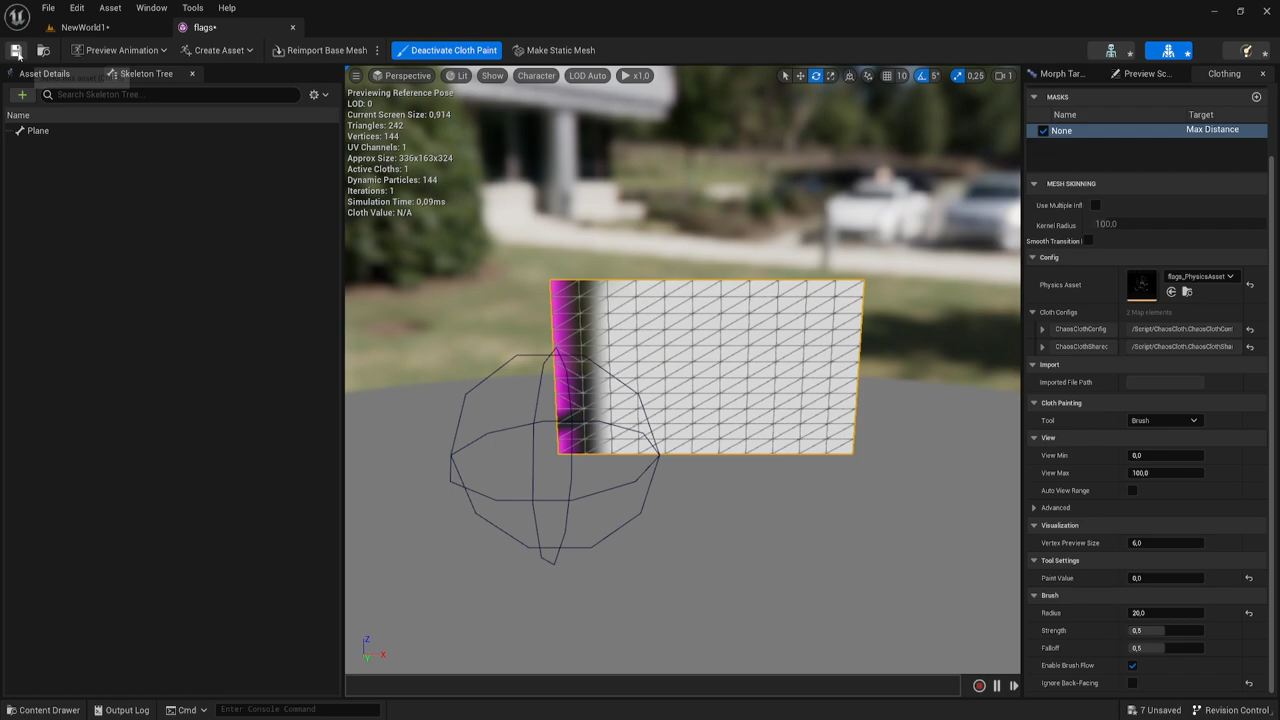 File Edit Asset Window Tools Help
NewWorld1*
flags*
Preview Animation
Create Asset
Reimport Base Mesh
Deactivate Cloth Paint
Make Static Mesh
Asset Details
Skeleton Tree
Search Skeleton Tree...
Name
Plane
Perspective
Lit
Show
Character
LOD Auto
x1,0
10
5°
0,25
1
Previewing Reference Pose
LOD: 0
Current Screen Size: 0,914
Triangles: 242
Vertices: 144
UV Channels: 1
Approx Size: 336x163x324
Active Cloths: 1
Dynamic Particles: 144
Iterations: 1
Simulation Time: 0,09ms
Cloth Value: N/A
Z
X
Y
Morph Tar...
Preview Sc...
Clothing
MASKS
Name Target
None Max Distance
MESH SKINNING
Use Multiple Infl
Kernel Radius 100,0
Smooth Transition
Config
Physics Asset flags_PhysicsAsset
Cloth Configs 2 Map elements
ChaosClothConfig /Script/ChaosCloth.ChaosClothConf
ChaosClothSharec /Script/ChaosCloth.ChaosClothShar
Import
Imported File Path
Cloth Painting
Tool Brush
View
View Min 0,0
View Max 100,0
Auto View Range
Advanced
Visualization
Vertex Preview Size 6,0
Tool Settings
Paint Value 0,0
Brush
Radius 20,0
Strength 0,5
Falloff 0,5
Enable Brush Flow
Ignore Back-Facing
Content Drawer
Output Log
Cmd
Enter Console Command
7 Unsaved
Revision Control